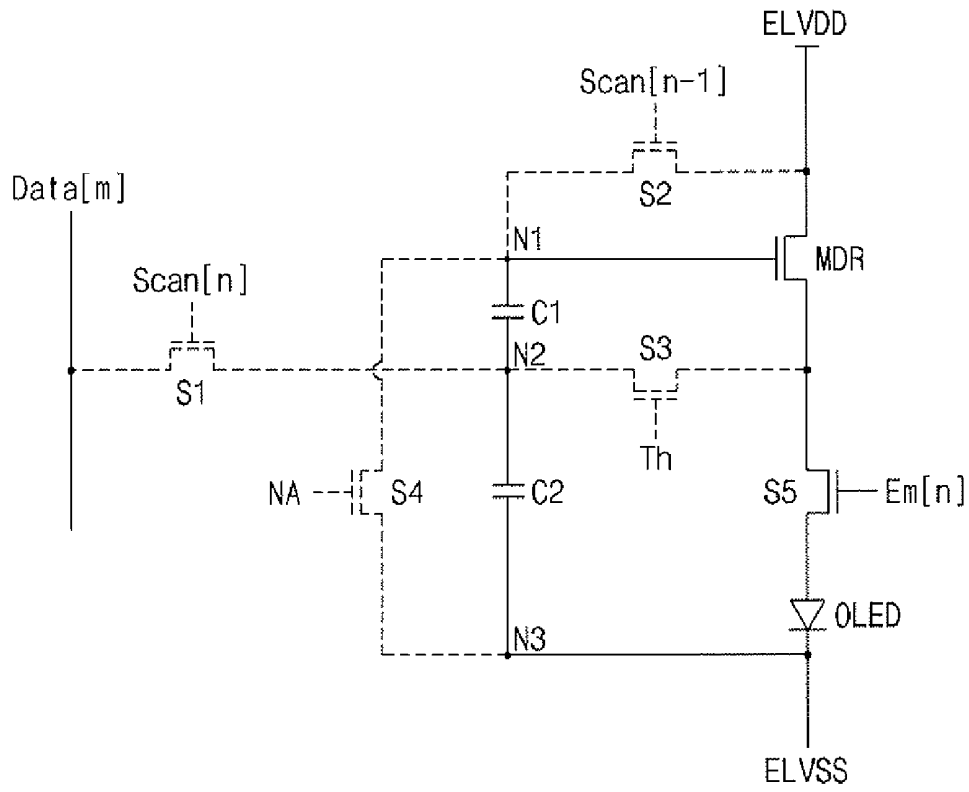 ELVDD
Scan[n-1]
S2
Data[m]
N1
MDR
Scan[n]
C1
S1
N2
S3
Th
NA
S4
C2
S5
Em[n]
OLED
N3
ELVSS